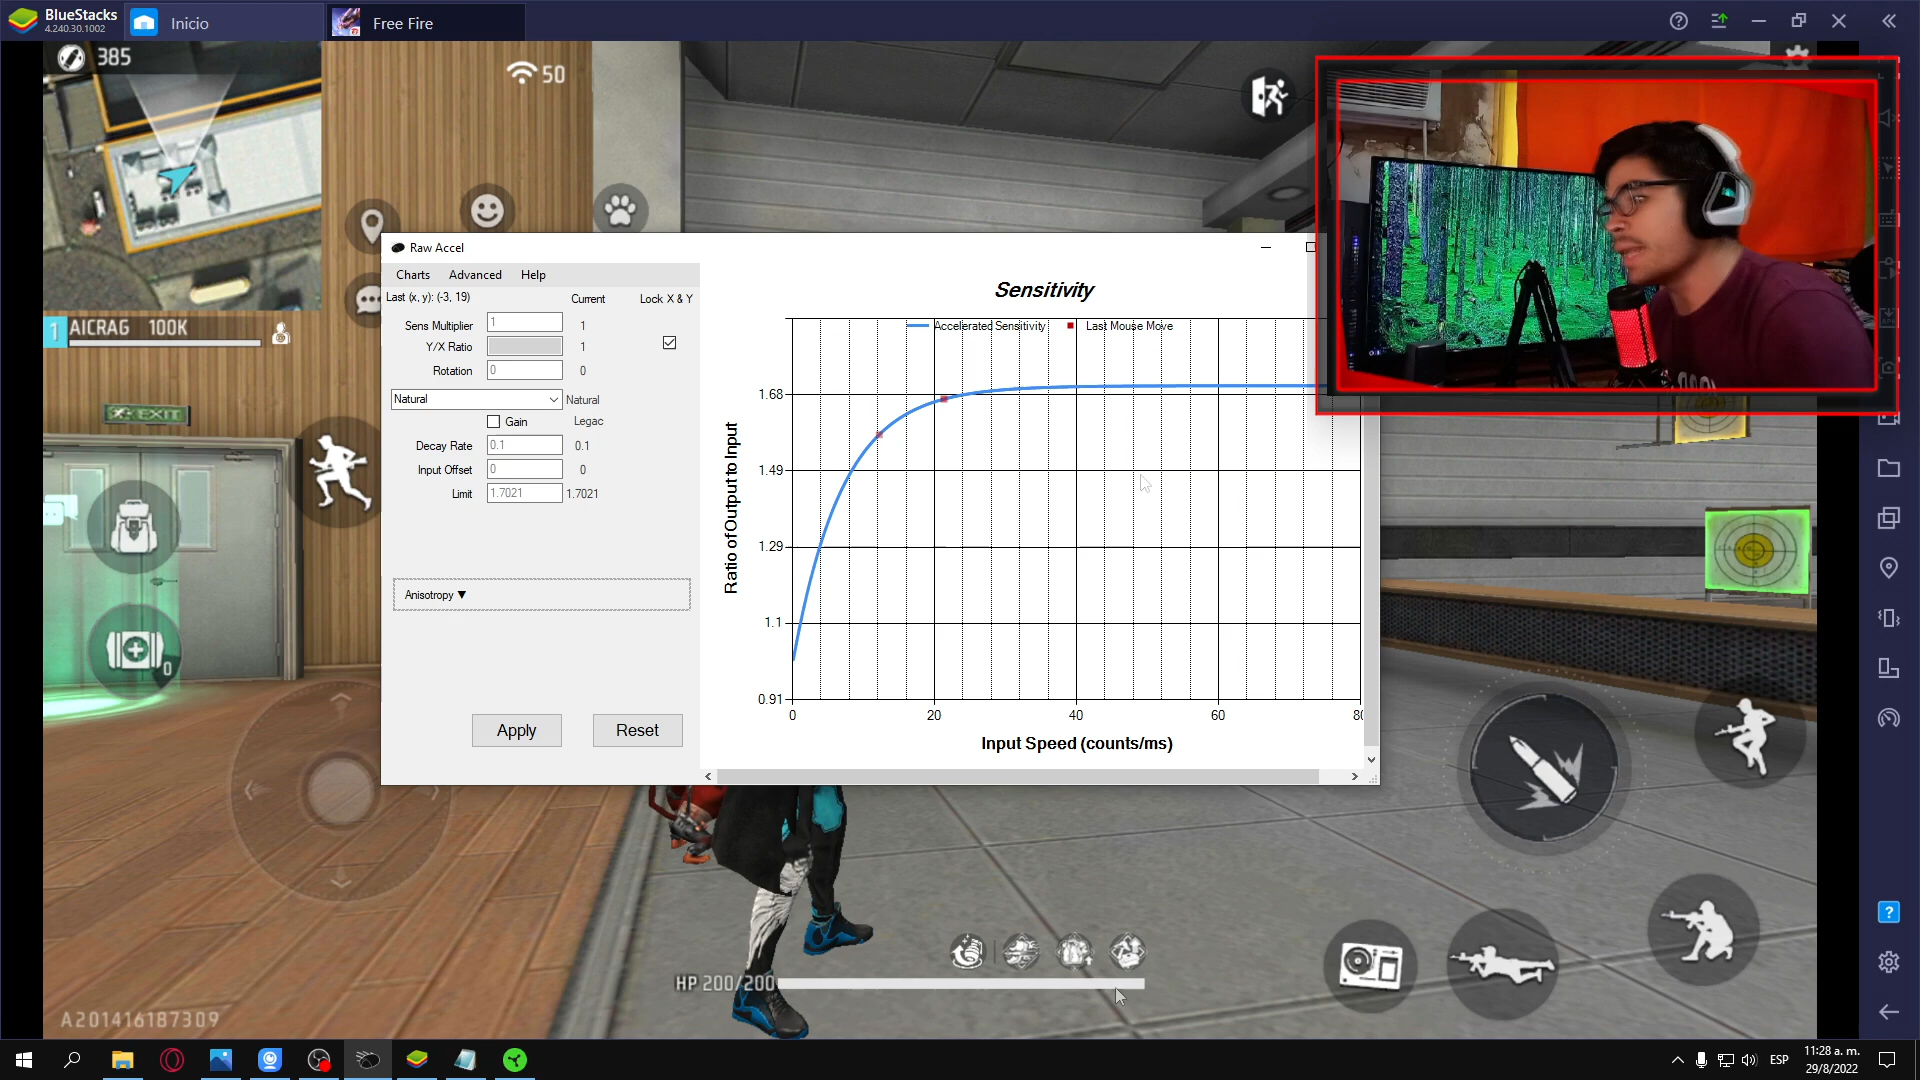 BlueStacks
4.240.30.1002
Inicio
Free Fire
385
50
1 AICRAG 100K
EXIT
Raw Accel
Charts Advanced Help
Last (x, y): (-3, 19)
Current
Lock X & Y
Sens Multiplier 1 1
Y/X Ratio 1
Rotation 0 0
Natural Natural
Gain Legac
Decay Rate 0.1 0.1
Input Offset 0 0
Limit 1.7021 1.7021
Anisotropy ▼
Apply Reset
Sensitivity
Accelerated Sensitivity Last Mouse Move
Ratio of Output to Input
1.68
1.49
1.29
1.1
0.91
0 20 40 60
Input Speed (counts/ms)
0
HP 200/200
A201416187309
ESP
11:28 a. m.
29/8/2022